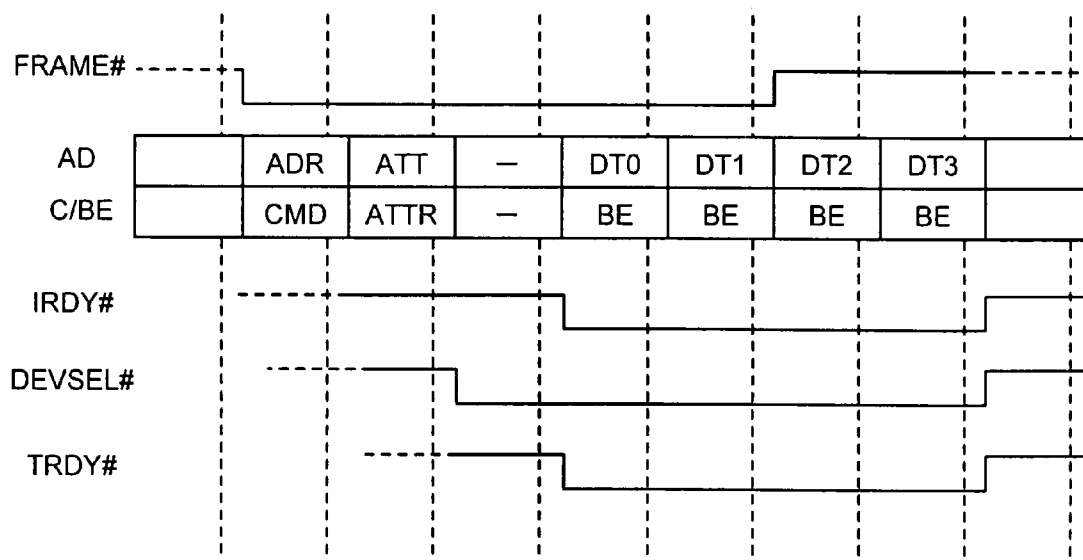 FRAME#
AD ADR ATT — DT0 DT1 DT2 DT3
C/BE CMD ATTR — BE BE BE BE
IRDY#
DEVSEL#
TRDY#